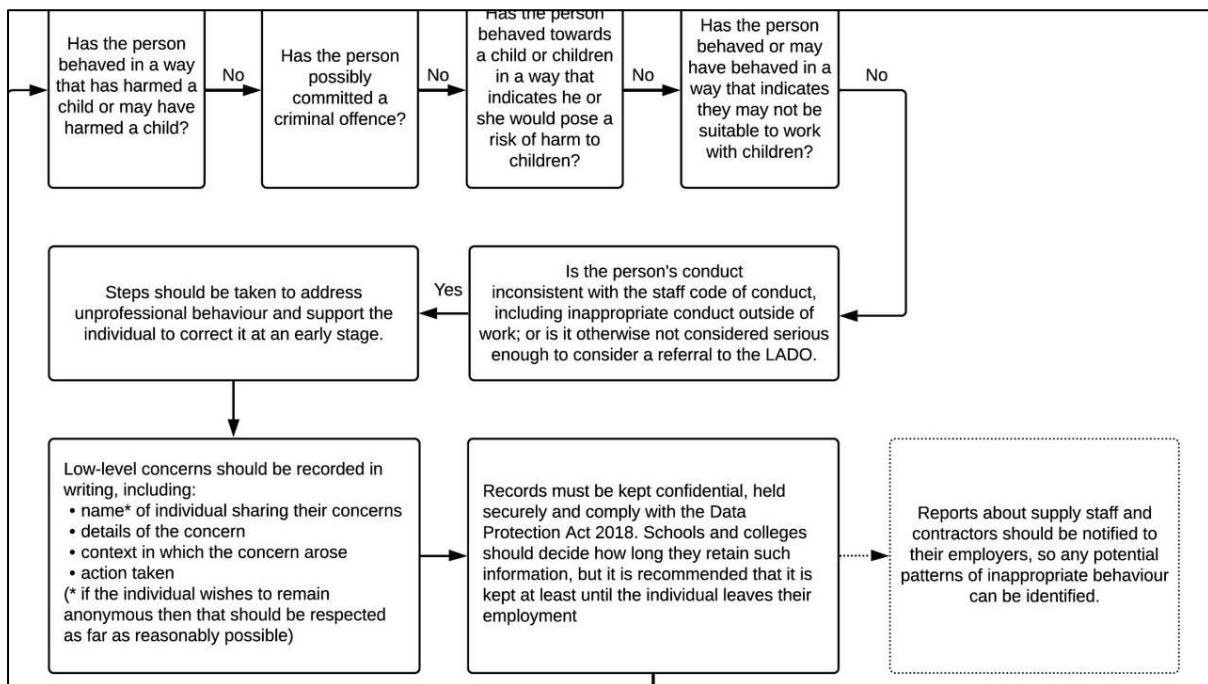 Has the person
behaved in a way
that has harmed a
child or may have
harmed a child?
No
Has the person
possibly
committed a
criminal offence?
No
Has the person
behaved towards
a child or children
in a way that
indicates he or
she would pose a
risk of harm to
children?
No
Has the
person
behaved or may
have behaved in a
way that indicates
they may not be
suitable to work
with children?
No
Is the person's conduct
inconsistent with the staff code of conduct,
including inappropriate conduct outside of
work; or is it otherwise not considered serious
enough to consider a referral to the LADO.
Yes
Steps should be taken to address
unprofessional behaviour and support the
individual to correct it at an early stage.
Low-level concerns should be recorded in
writing, including:
• name* of individual sharing their concerns
• details of the concern
• context in which the concern arose
• action taken
(* if the individual wishes to remain
anonymous then that should be respected
as far as reasonably possible)
Records must be kept confidential, held
securely and comply with the Data
Protection Act 2018. Schools and colleges
should decide how long they retain such
information, but it is recommended that it is
kept at least until the individual leaves their
employment
Reports about supply staff and
contractors should be notified to
their employers, so any potential
patterns of inappropriate behaviour
can be identified.